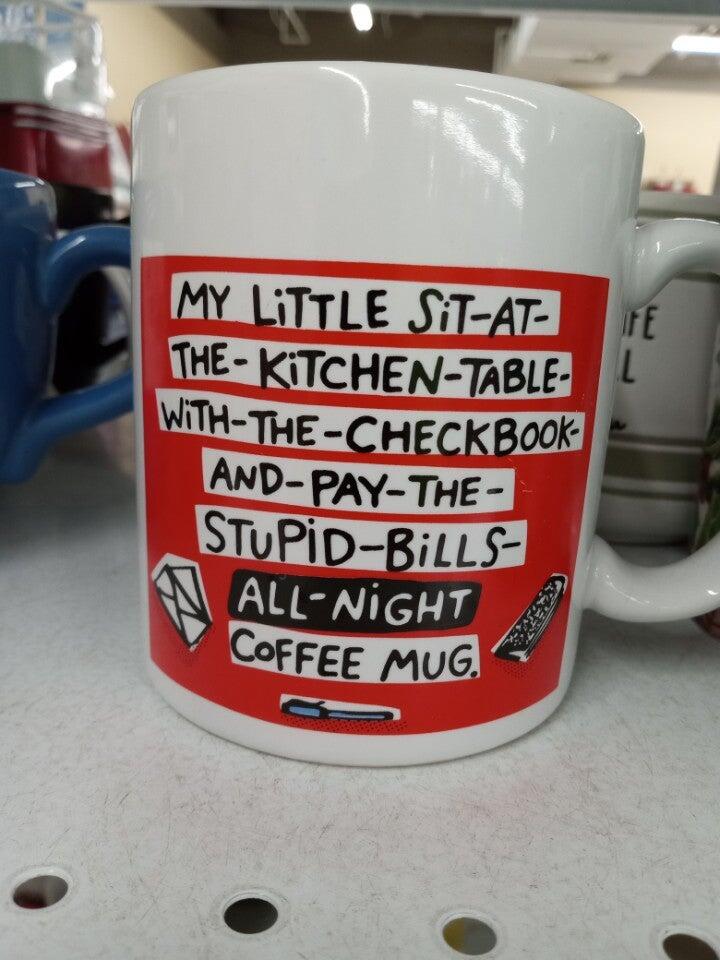 MY LiTTLE SiT-AT-
THE-KiTCHEN-TABLE-
WiTH-THE-CHECKBOOK-
AND-PAY-THE-
STUPiD-BiLLS-
ALL-NiGHT
COFFEE MUG.